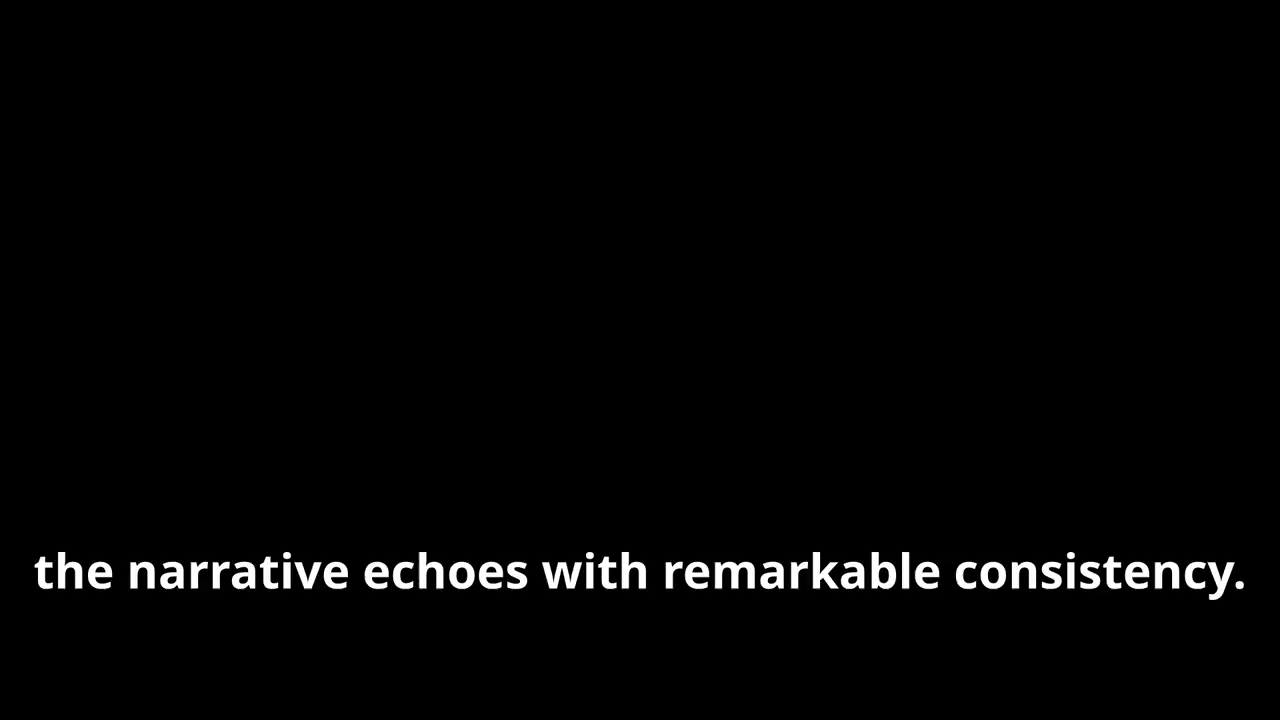 the narrative echoes with remarkable consistency.